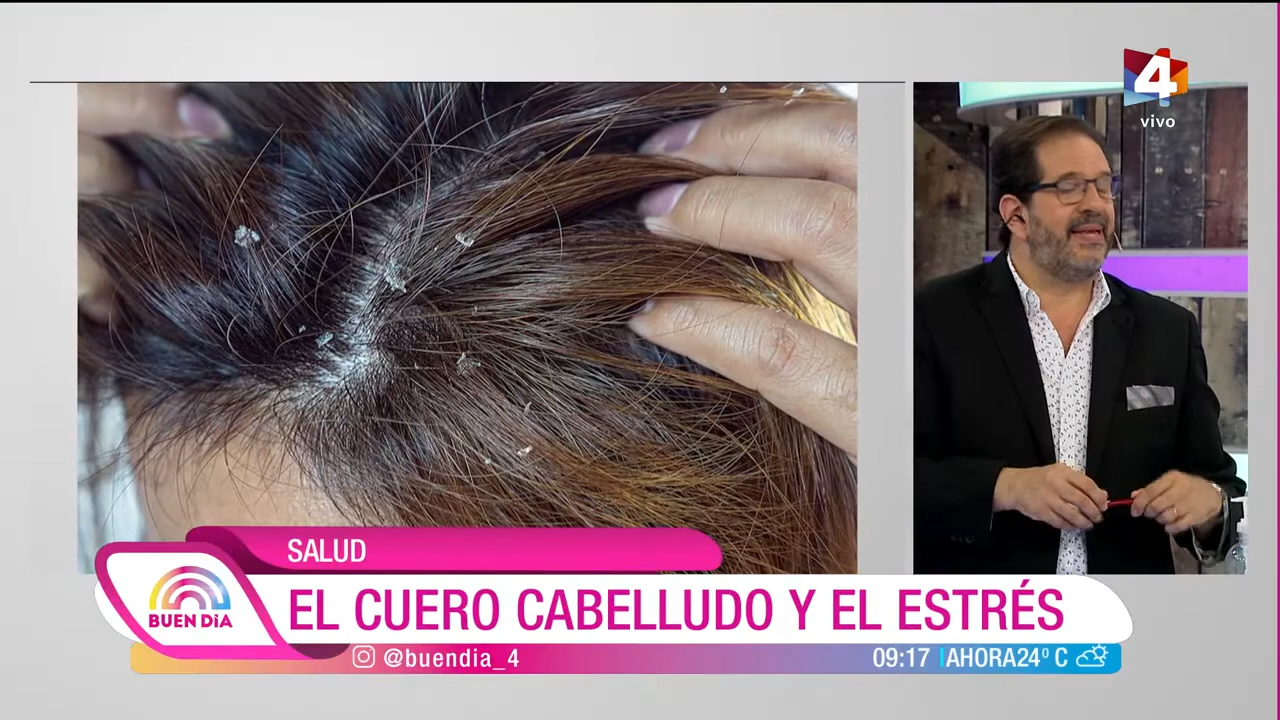 4
vivo
SALUD
EL CUERO CABELLUDO Y EL ESTRÉS
BUEN DíA
@buendia_4
09:17 AHORA 24º C